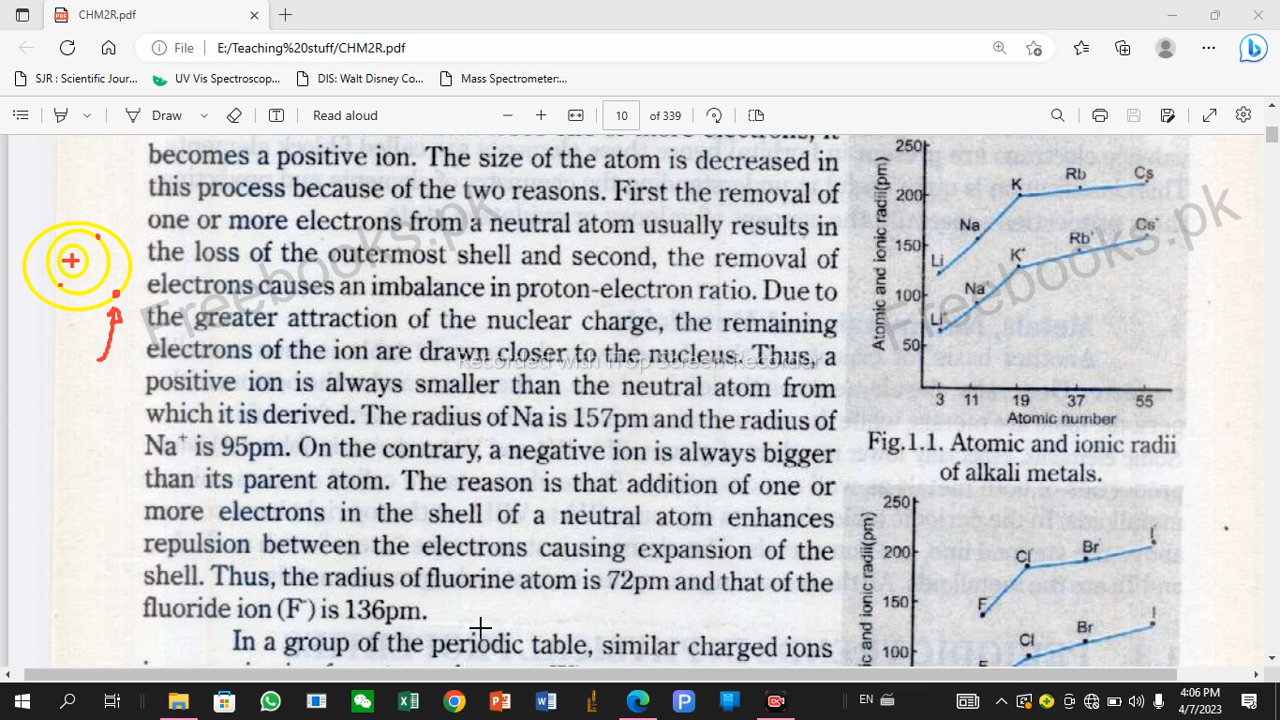 CHM2R.pdf
File E:/Teaching%20stuff/CHM2R.pdf
SJR : Scientific Jour... UV Vis Spectroscop... DIS: Walt Disney Co... Mass Spectrometer:...
Draw Read aloud 10 of 339
becomes a positive ion. The size of the atom is decreased in
this process because of the two reasons. First the removal of
one or more electrons from a neutral atom usually results in
the loss of the outermost shell and second, the removal of
electrons causes an imbalance in proton-electron ratio. Due to
the greater attraction of the nuclear charge, the remaining
electrons of the ion are drawn closer to the nucleus. Thus, a
positive ion is always smaller than the neutral atom from
which it is derived. The radius of Na is 157pm and the radius of
Na⁺ is 95pm. On the contrary, a negative ion is always bigger
than its parent atom. The reason is that addition of one or
more electrons in the shell of a neutral atom enhances
repulsion between the electrons causing expansion of the
shell. Thus, the radius of fluorine atom is 72pm and that of the
fluoride ion (F⁻) is 136pm.
In a group of the periodic table, similar charged ions
Freebooks.pk
Recorded with iTop Screen Recorder
Atomic and ionic radii(pm)
250
200
150
100
50
K Rb Cs
Na
Li
K⁺ Rb⁺ Cs⁺
Na⁺
Li⁺
3 11 19 37 55
Atomic number
Fig.1.1. Atomic and ionic radii
of alkali metals.
Freebooks.pk
ic and ionic radii(pm)
250
200
150
100
Cl⁻ Br⁻ I⁻
F⁻
Cl Br I
EN
4:06 PM
4/7/2023